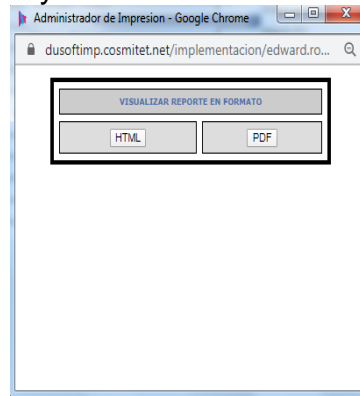 Administrador de Impresion - Google Chrome
dusoftimp.cosmitet.net/implementacion/edward.ro...
VISUALIZAR REPORTE EN FORMATO
HTML PDF